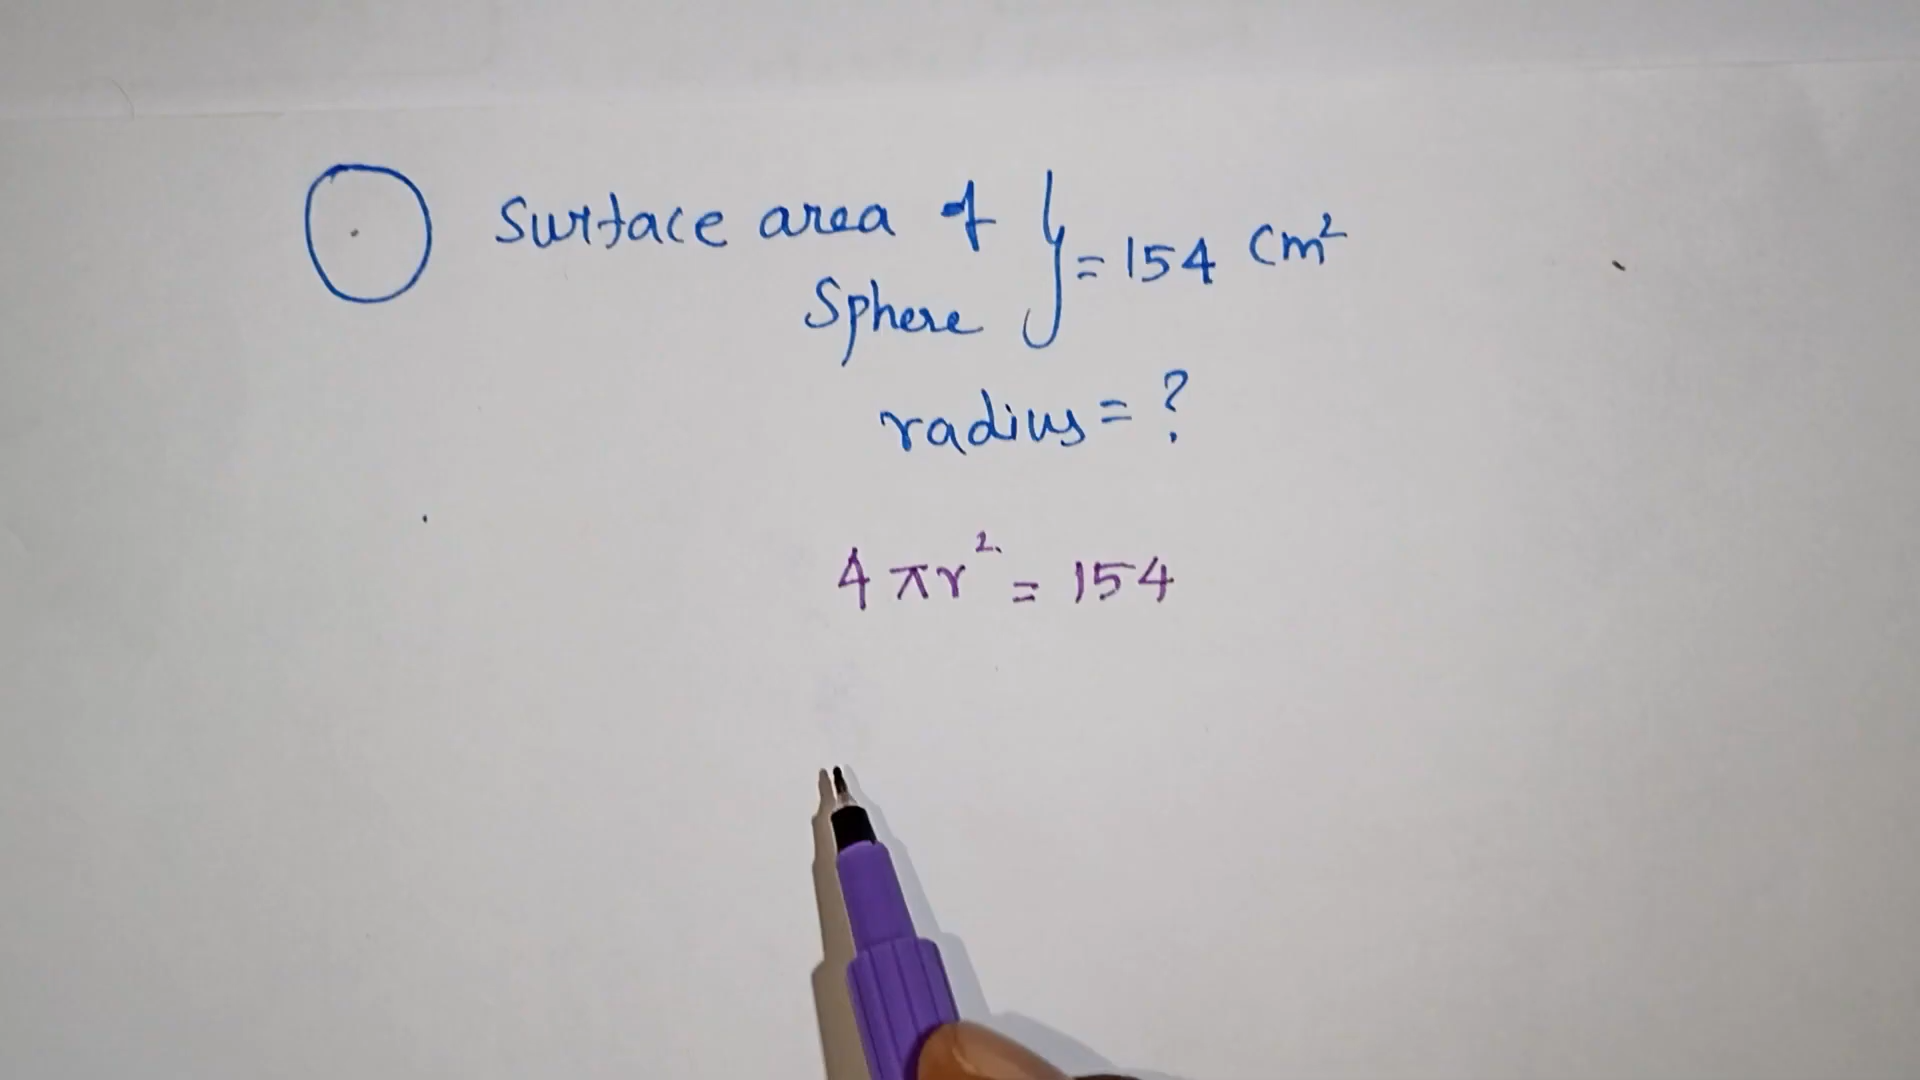 Surface area of
Sphere } = 154 cm²
radius = ?
4πr² = 154